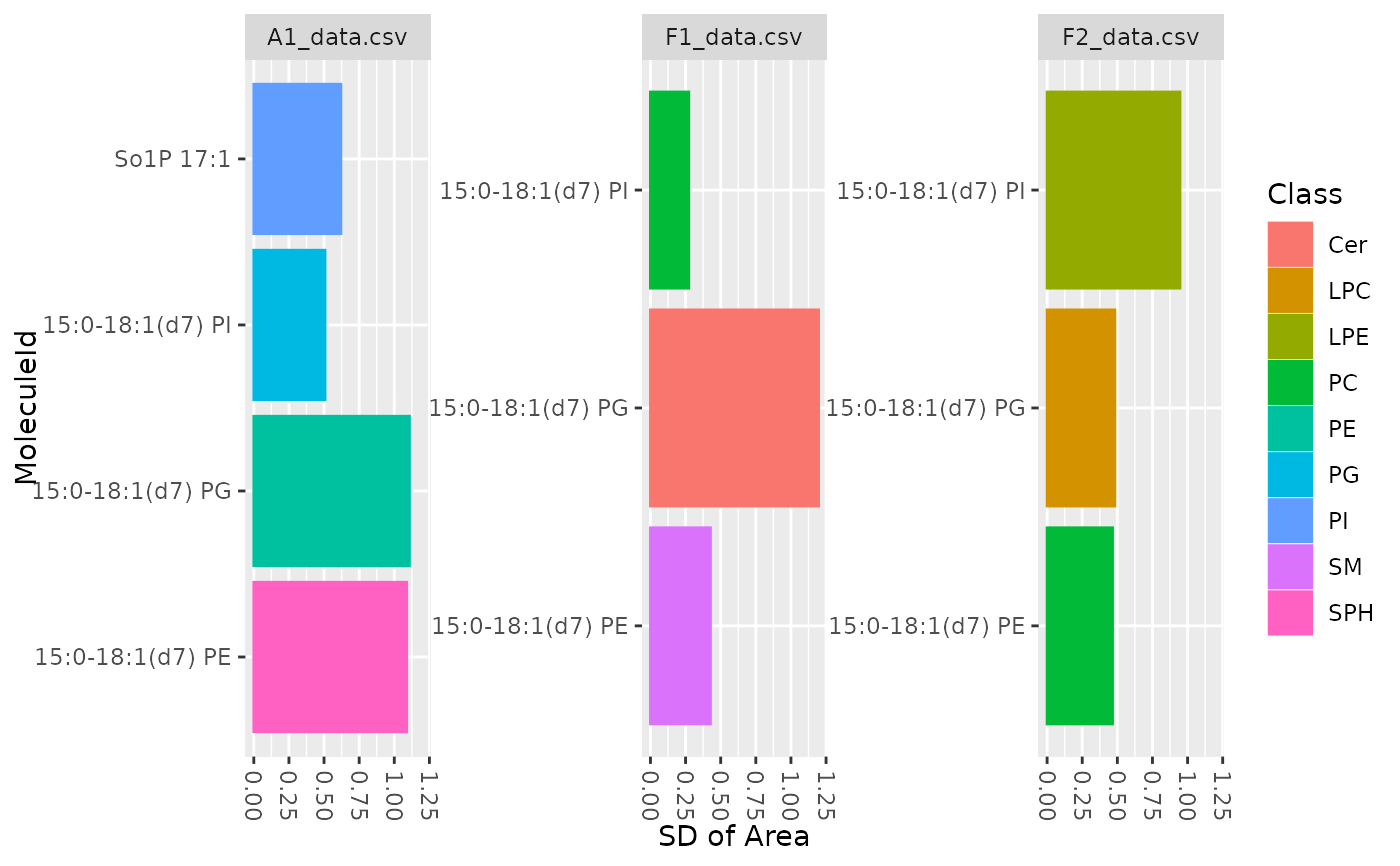 A1_data.csv
F1_data.csv
F2_data.csv
MoleculeId
So1P 17:1
15:0-18:1(d7) PI
15:0-18:1(d7) PG
15:0-18:1(d7) PE
0.00
0.25
0.50
0.75
1.00
1.25
15:0-18:1(d7) PI
15:0-18:1(d7) PG
15:0-18:1(d7) PE
0.00
0.25
0.50
0.75
1.00
1.25
15:0-18:1(d7) PI
15:0-18:1(d7) PG
15:0-18:1(d7) PE
0.00
0.25
0.50
0.75
1.00
1.25
SD of Area
Class
Cer
LPC
LPE
PC
PE
PG
PI
SM
SPH